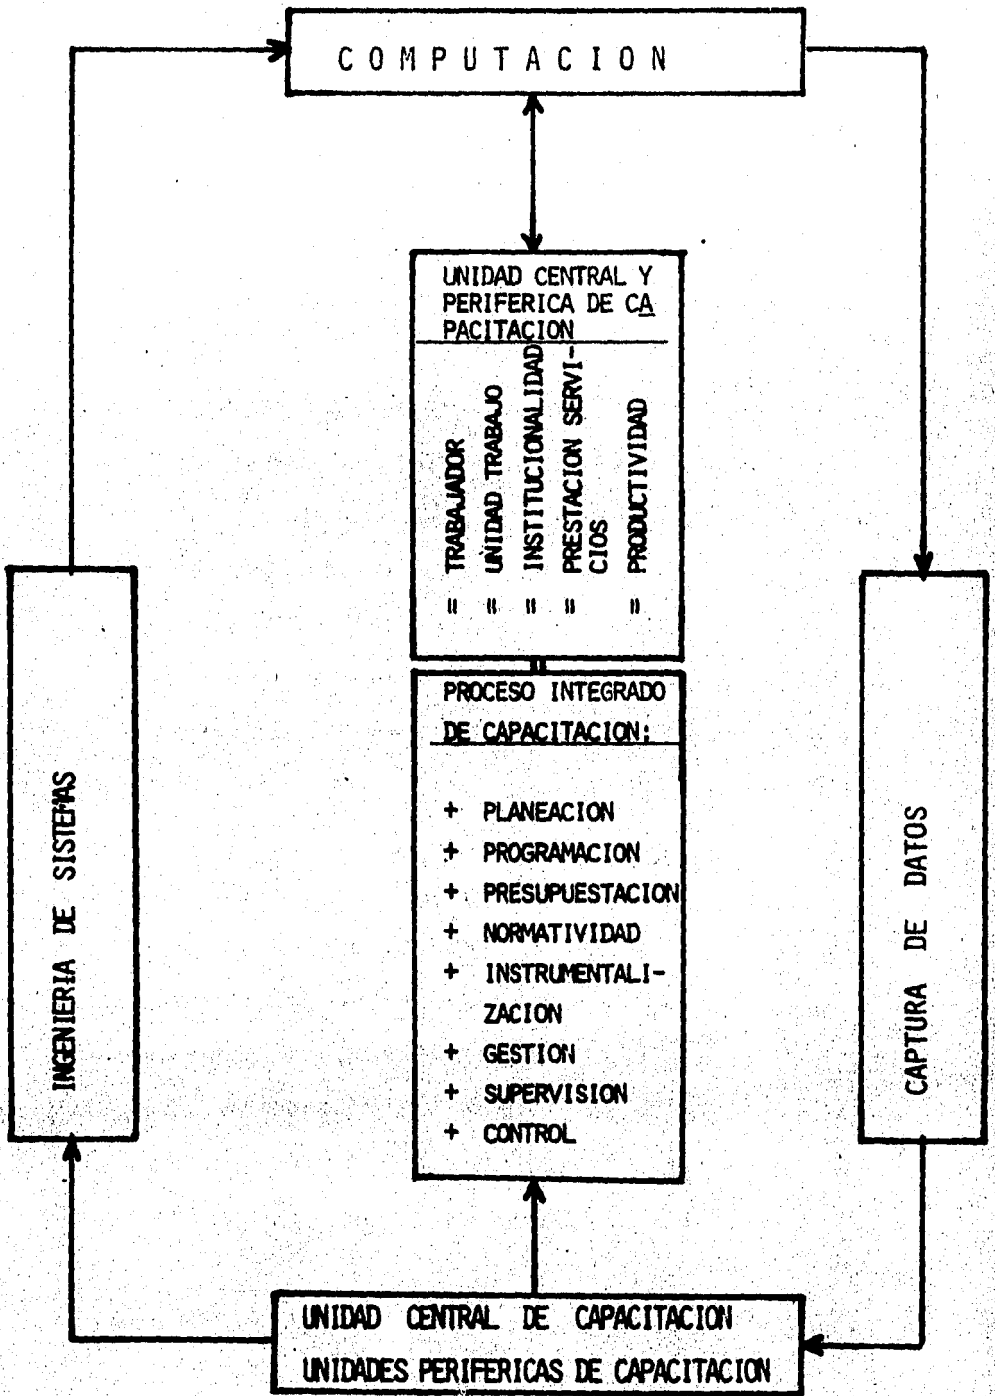 COMPUTACION
UNIDAD CENTRAL Y
PERIFERICA DE CA
PACITACION
" TRABAJADOR
" UNIDAD TRABAJO
" INSTITUCIONALIDAD
" PRESTACION SERVI-
CIOS
" PRODUCTIVIDAD
PROCESO INTEGRADO
DE CAPACITACION:
+ PLANEACION
+ PROGRAMACION
+ PRESUPUESTACION
+ NORMATIVIDAD
+ INSTRUMENTALI-
ZACION
+ GESTION
+ SUPERVISION
+ CONTROL
INGENIERIA DE SISTEMAS
CAPTURA DE DATOS
UNIDAD CENTRAL DE CAPACITACION
UNIDADES PERIFERICAS DE CAPACITACION